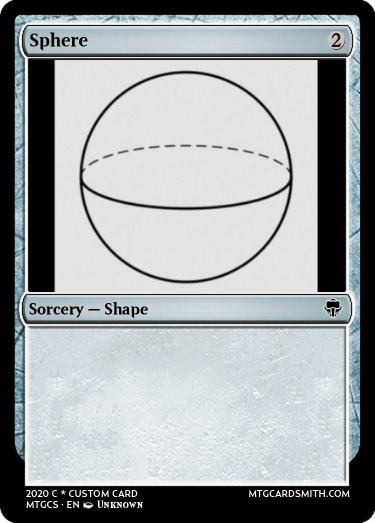 Sphere 2
Sorcery — Shape
2020 C * CUSTOM CARD MTGCARDSMITH.COM
MTGCS · EN UNKNOWN